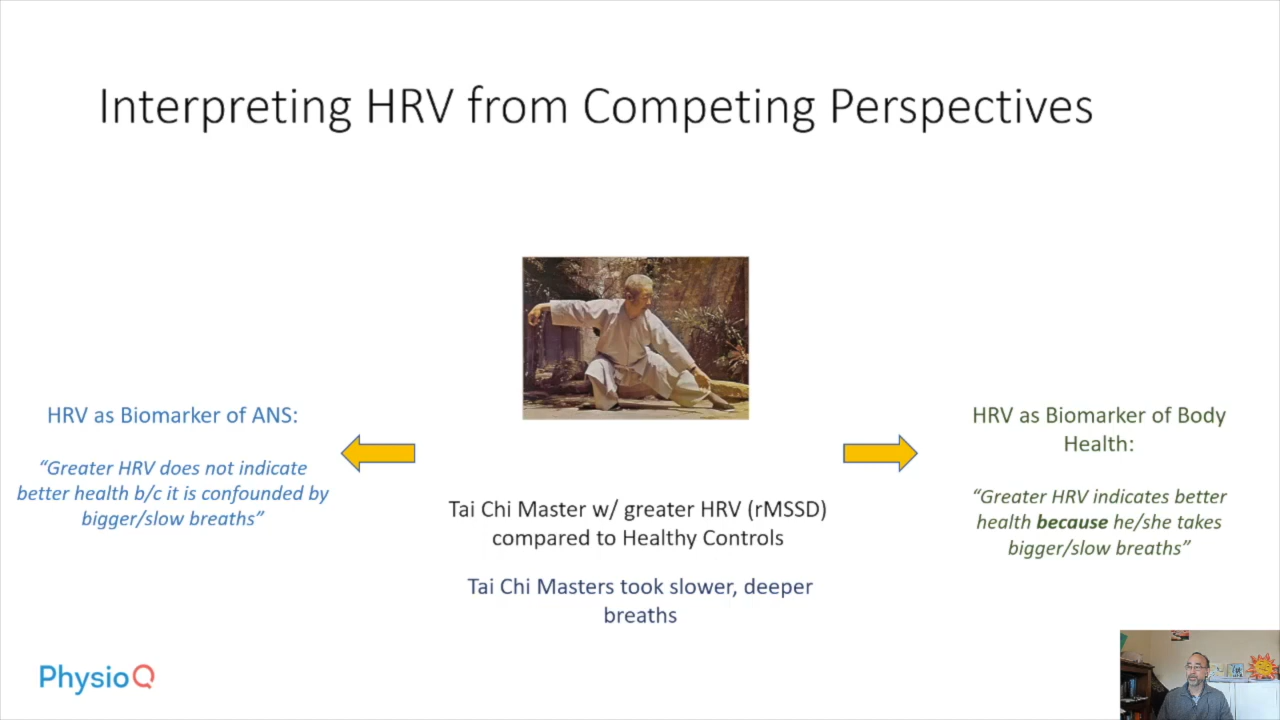 Interpreting HRV from Competing Perspectives
HRV as Biomarker of ANS:
“Greater HRV does not indicate
better health b/c it is confounded by
bigger/slow breaths”
Tai Chi Master w/ greater HRV (rMSSD)
compared to Healthy Controls
Tai Chi Masters took slower, deeper
breaths
HRV as Biomarker of Body
Health:
“Greater HRV indicates better
health because he/she takes
bigger/slow breaths”
PhysioQ